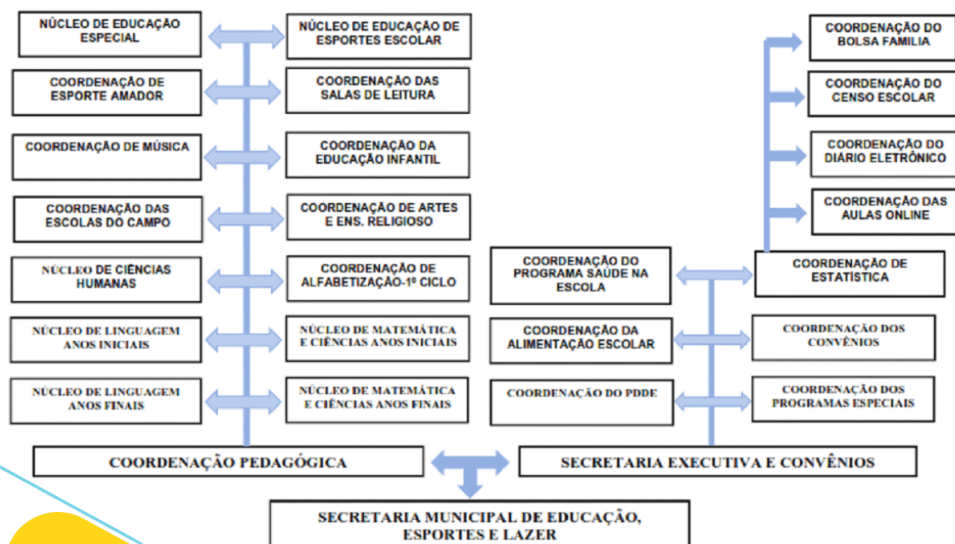 NÚCLEO DE EDUCAÇÃO
ESPECIAL
NÚCLEO DE EDUCAÇÃO DE
ESPORTES ESCOLAR
COORDENAÇÃO DO
BOLSA FAMILIA
COORDENAÇÃO DE
ESPORTE AMADOR
COORDENAÇÃO DAS
SALAS DE LEITURA
COORDENAÇÃO DO
CENSO ESCOLAR
COORDENAÇÃO DE MÚSICA
COORDENAÇÃO DA
EDUCAÇÃO INFANTIL
COORDENAÇÃO DO
DIÁRIO ELETRÔNICO
COORDENAÇÃO DAS
ESCOLAS DO CAMPO
COORDENAÇÃO DE ARTES
E ENS. RELIGIOSO
COORDENAÇÃO DAS
AULAS ONLINE
NÚCLEO DE CIÊNCIAS
HUMANAS
COORDENAÇÃO DE
ALFABETIZAÇÃO-1º CICLO
COORDENAÇÃO DO
PROGRAMA SAÚDE NA
ESCOLA
COORDENAÇÃO DE
ESTATÍSTICA
NÚCLEO DE LINGUAGEM
ANOS INICIAIS
NÚCLEO DE MATEMÁTICA
E CIÊNCIAS ANOS INICIAIS
COORDENAÇÃO DA
ALIMENTAÇÃO ESCOLAR
COORDENAÇÃO DOS
CONVÊNIOS
NÚCLEO DE LINGUAGEM
ANOS FINAIS
NÚCLEO DE MATEMÁTICA
E CIÊNCIAS ANOS FINAIS
COORDENAÇÃO DO PDDE
COORDENAÇÃO DOS
PROGRAMAS ESPECIAIS
COORDENAÇÃO PEDAGÓGICA
SECRETARIA EXECUTIVA E CONVÊNIOS
SECRETARIA MUNICIPAL DE EDUCAÇÃO,
ESPORTES E LAZER